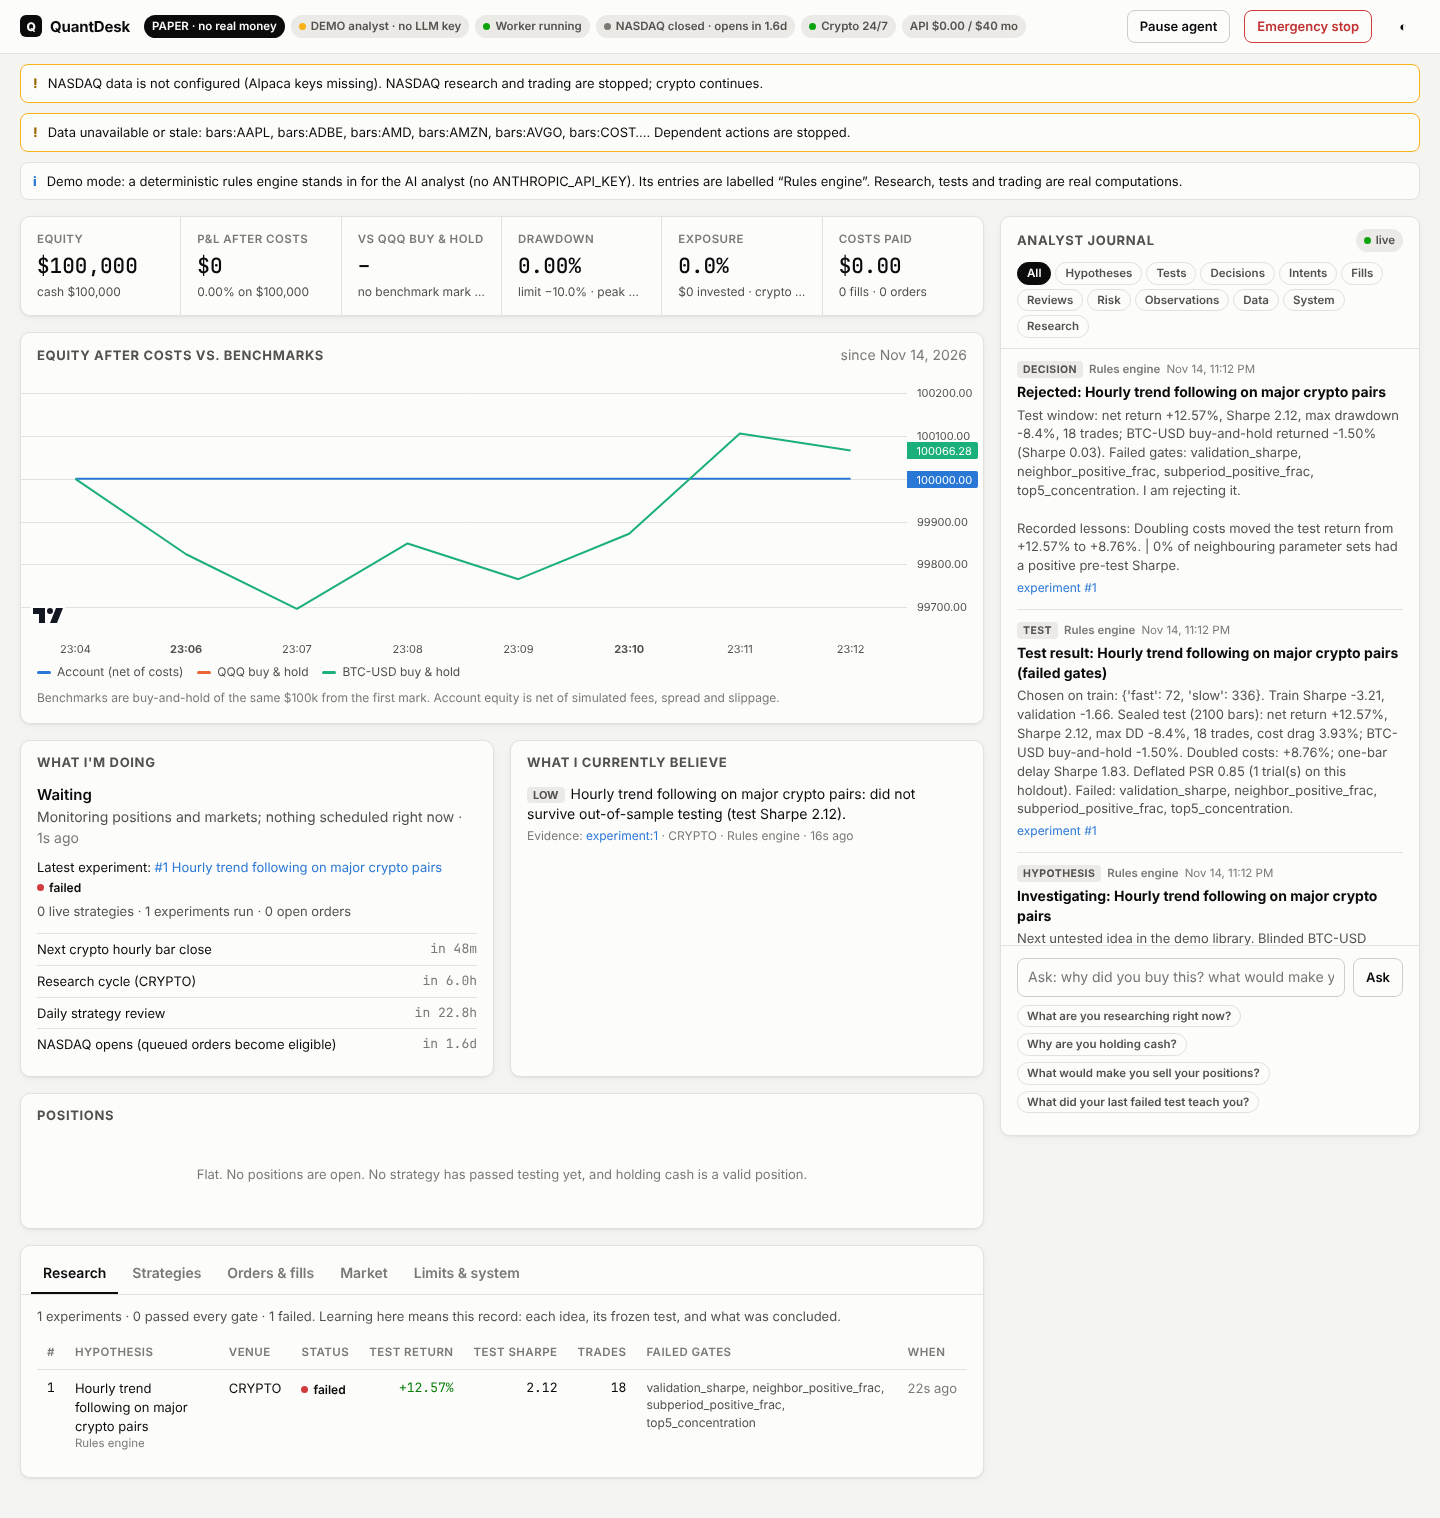 Q QuantDesk PAPER · no real money DEMO analyst · no LLM key Worker running NASDAQ closed · opens in 1.6d Crypto 24/7 API $0.00 / $40 mo Pause agent Emergency stop
! NASDAQ data is not configured (Alpaca keys missing). NASDAQ research and trading are stopped; crypto continues.
! Data unavailable or stale: bars:AAPL, bars:ADBE, bars:AMD, bars:AMZN, bars:AVGO, bars:COST.... Dependent actions are stopped.
i Demo mode: a deterministic rules engine stands in for the AI analyst (no ANTHROPIC_API_KEY). Its entries are labelled “Rules engine”. Research, tests and trading are real computations.
EQUITY
$100,000
cash $100,000
P&L AFTER COSTS
$0
0.00% on $100,000
VS QQQ BUY & HOLD
–
no benchmark mark ...
DRAWDOWN
0.00%
limit −10.0% · peak ...
EXPOSURE
0.0%
$0 invested · crypto ...
COSTS PAID
$0.00
0 fills · 0 orders
EQUITY AFTER COSTS VS. BENCHMARKS since Nov 14, 2026
100200.00
100100.00
100066.28
100000.00
99900.00
99800.00
99700.00
23:04 23:06 23:07 23:08 23:09 23:10 23:11 23:12
Account (net of costs) QQQ buy & hold BTC-USD buy & hold
Benchmarks are buy-and-hold of the same $100k from the first mark. Account equity is net of simulated fees, spread and slippage.
WHAT I'M DOING
Waiting
Monitoring positions and markets; nothing scheduled right now ·
1s ago
Latest experiment: #1 Hourly trend following on major crypto pairs
failed
0 live strategies · 1 experiments run · 0 open orders
Next crypto hourly bar close in 48m
Research cycle (CRYPTO) in 6.0h
Daily strategy review in 22.8h
NASDAQ opens (queued orders become eligible) in 1.6d
WHAT I CURRENTLY BELIEVE
LOW Hourly trend following on major crypto pairs: did not
survive out-of-sample testing (test Sharpe 2.12).
Evidence: experiment:1 · CRYPTO · Rules engine · 16s ago
POSITIONS
Flat. No positions are open. No strategy has passed testing yet, and holding cash is a valid position.
Research Strategies Orders & fills Market Limits & system
1 experiments · 0 passed every gate · 1 failed. Learning here means this record: each idea, its frozen test, and what was concluded.
# HYPOTHESIS VENUE STATUS TEST RETURN TEST SHARPE TRADES FAILED GATES WHEN
1 Hourly trend CRYPTO failed +12.57% 2.12 18 validation_sharpe, neighbor_positive_frac, 22s ago
following on major subperiod_positive_frac,
crypto pairs top5_concentration
Rules engine
ANALYST JOURNAL live
All Hypotheses Tests Decisions Intents Fills
Reviews Risk Observations Data System
Research
DECISION Rules engine Nov 14, 11:12 PM
Rejected: Hourly trend following on major crypto pairs
Test window: net return +12.57%, Sharpe 2.12, max drawdown
-8.4%, 18 trades; BTC-USD buy-and-hold returned -1.50%
(Sharpe 0.03). Failed gates: validation_sharpe,
neighbor_positive_frac, subperiod_positive_frac,
top5_concentration. I am rejecting it.
Recorded lessons: Doubling costs moved the test return from
+12.57% to +8.76%. | 0% of neighbouring parameter sets had
a positive pre-test Sharpe.
experiment #1
TEST Rules engine Nov 14, 11:12 PM
Test result: Hourly trend following on major crypto pairs
(failed gates)
Chosen on train: {'fast': 72, 'slow': 336}. Train Sharpe -3.21,
validation -1.66. Sealed test (2100 bars): net return +12.57%,
Sharpe 2.12, max DD -8.4%, 18 trades, cost drag 3.93%; BTC-
USD buy-and-hold -1.50%. Doubled costs: +8.76%; one-bar
delay Sharpe 1.83. Deflated PSR 0.85 (1 trial(s) on this
holdout). Failed: validation_sharpe, neighbor_positive_frac,
subperiod_positive_frac, top5_concentration.
experiment #1
HYPOTHESIS Rules engine Nov 14, 11:12 PM
Investigating: Hourly trend following on major crypto
pairs
Next untested idea in the demo library. Blinded BTC-USD
Ask: why did you buy this? what would make y Ask
What are you researching right now?
Why are you holding cash?
What would make you sell your positions?
What did your last failed test teach you?